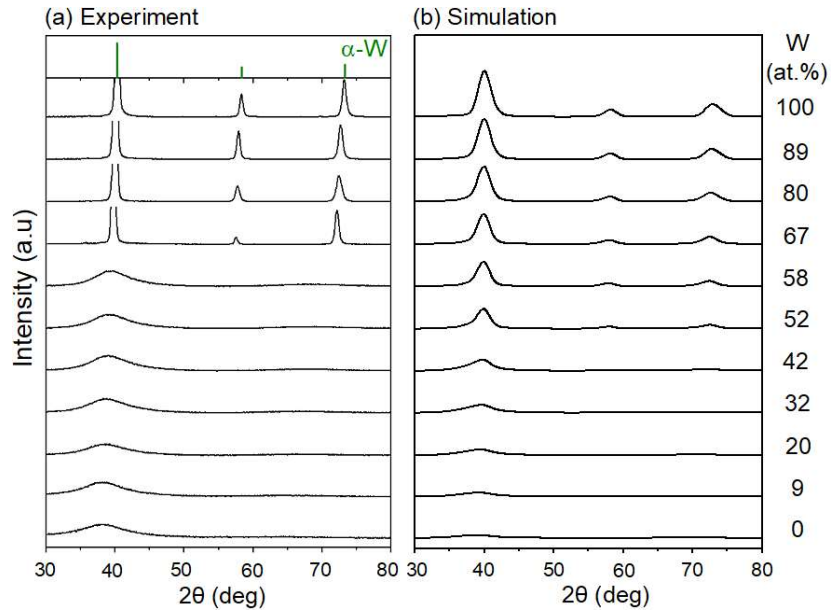 (a) Experiment
(b) Simulation
W
(at.%)
α-W
100
89
80
67
58
52
42
32
20
9
0
Intensity (a.u)
30 40 50 60 70 80
30 40 50 60 70 80
2θ (deg)
2θ (deg)